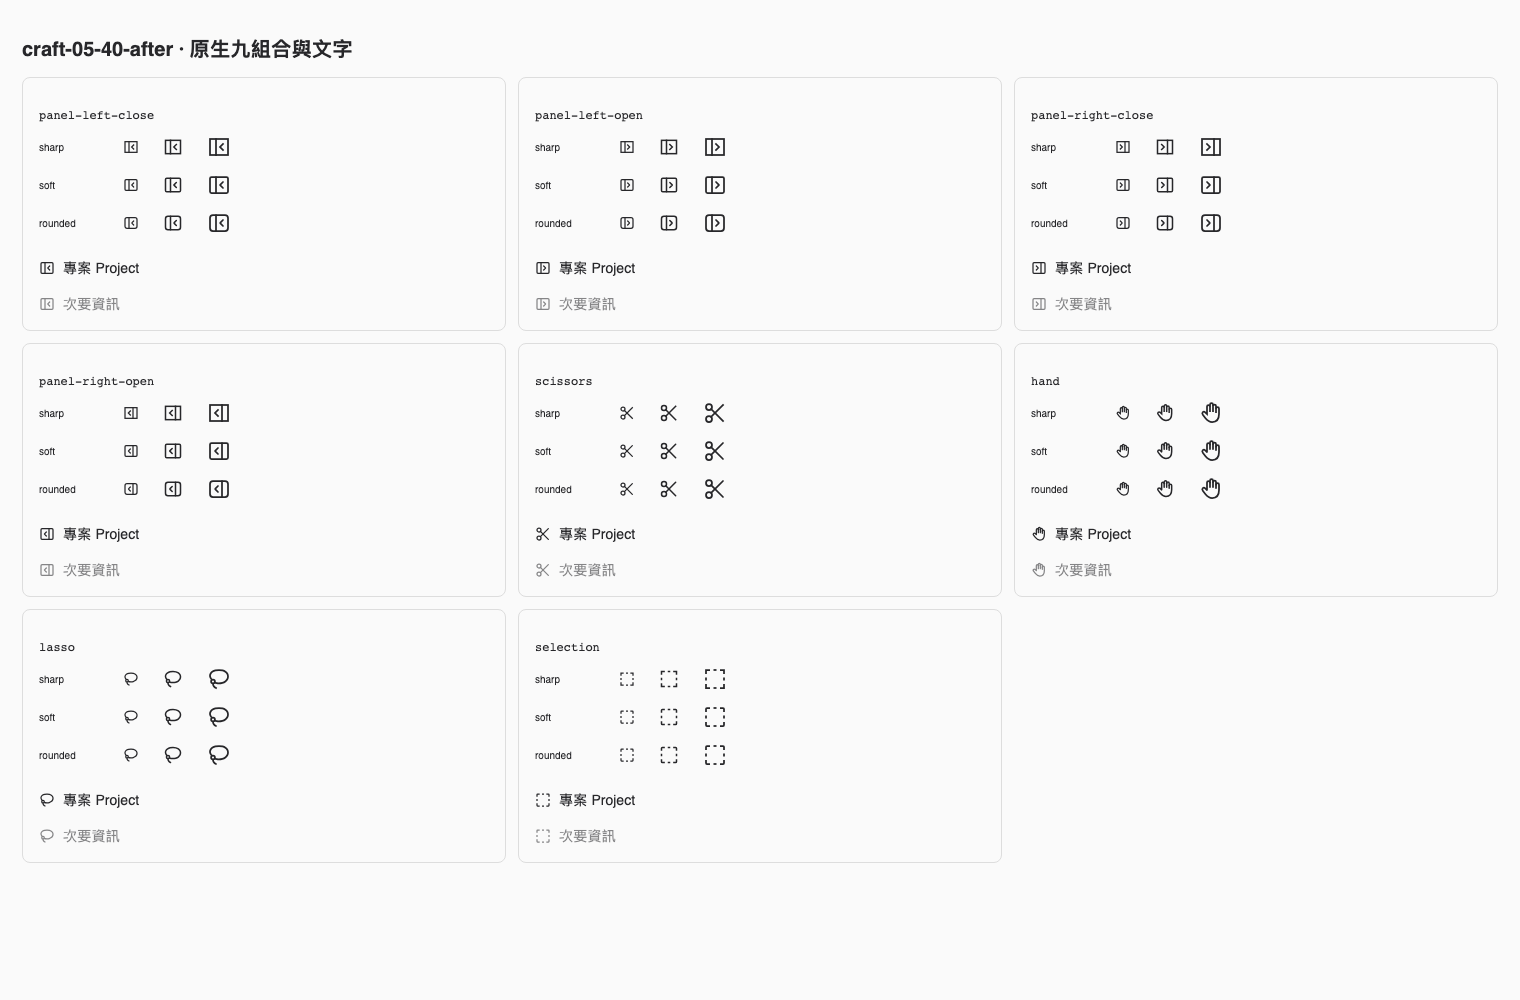 craft-05-40-after · 原生九組合與文字
panel-left-close
sharp
soft
rounded
專案 Project
次要資訊
panel-left-open
sharp
soft
rounded
專案 Project
次要資訊
panel-right-close
sharp
soft
rounded
專案 Project
次要資訊
panel-right-open
sharp
soft
rounded
專案 Project
次要資訊
scissors
sharp
soft
rounded
專案 Project
次要資訊
hand
sharp
soft
rounded
專案 Project
次要資訊
lasso
sharp
soft
rounded
專案 Project
次要資訊
selection
sharp
soft
rounded
專案 Project
次要資訊